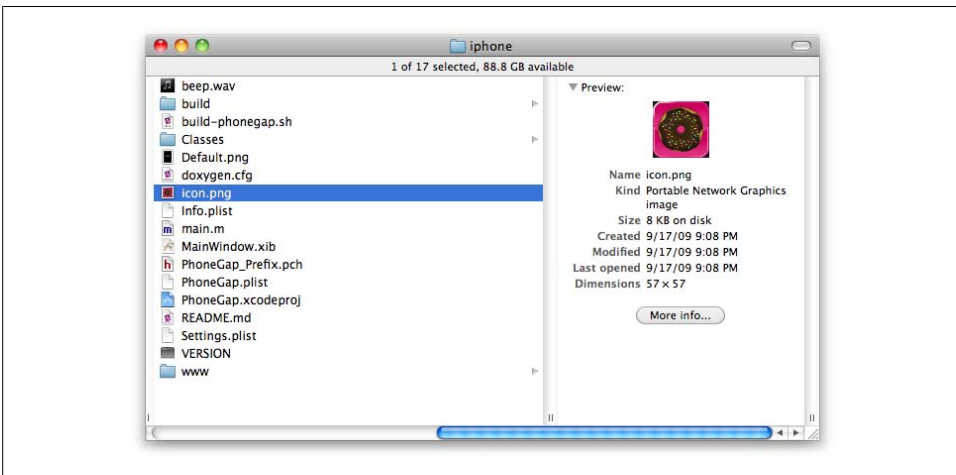 iphone
1 of 17 selected, 88.8 GB available
beep.wav
build
build-phonegap.sh
Classes
Default.png
doxygen.cfg
icon.png
Info.plist
main.m
MainWindow.xib
PhoneGap_Prefix.pch
PhoneGap.plist
PhoneGap.xcodeproj
README.md
Settings.plist
VERSION
www
Preview:
Name icon.png
Kind Portable Network Graphics
image
Size 8 KB on disk
Created 9/17/09 9:08 PM
Modified 9/17/09 9:08 PM
Last opened 9/17/09 9:08 PM
Dimensions 57 × 57
More info...